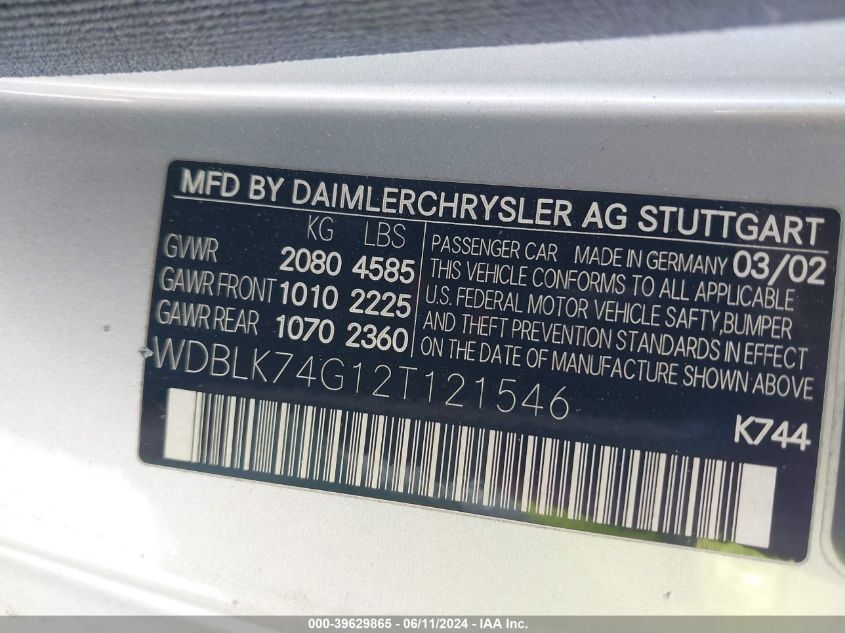 MFD BY DAIMLERCHRYSLER AG STUTTGART
KG LBS
GVWR 2080 4585
GAWR FRONT 1010 2225
GAWR REAR 1070 2360
PASSENGER CAR MADE IN GERMANY 03/02
THIS VEHICLE CONFORMS TO ALL APPLICABLE
U.S. FEDERAL MOTOR VEHICLE SAFTY,BUMPER
AND THEFT PREVENTION STANDARDS IN EFFECT
ON THE DATE OF MANUFACTURE SHOWN ABOVE
WDBLK74G12T121546
K744
000-39629865 - 06/11/2024 - IAA Inc.